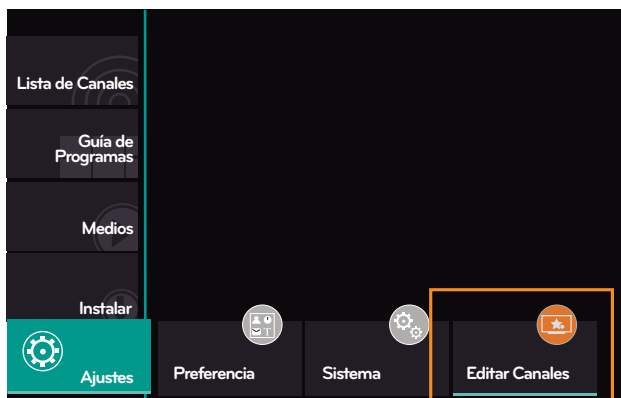 Lista de Canales
Guía de
Programas
Medios
Instalar
Ajustes
Preferencia
Sistema
Editar Canales